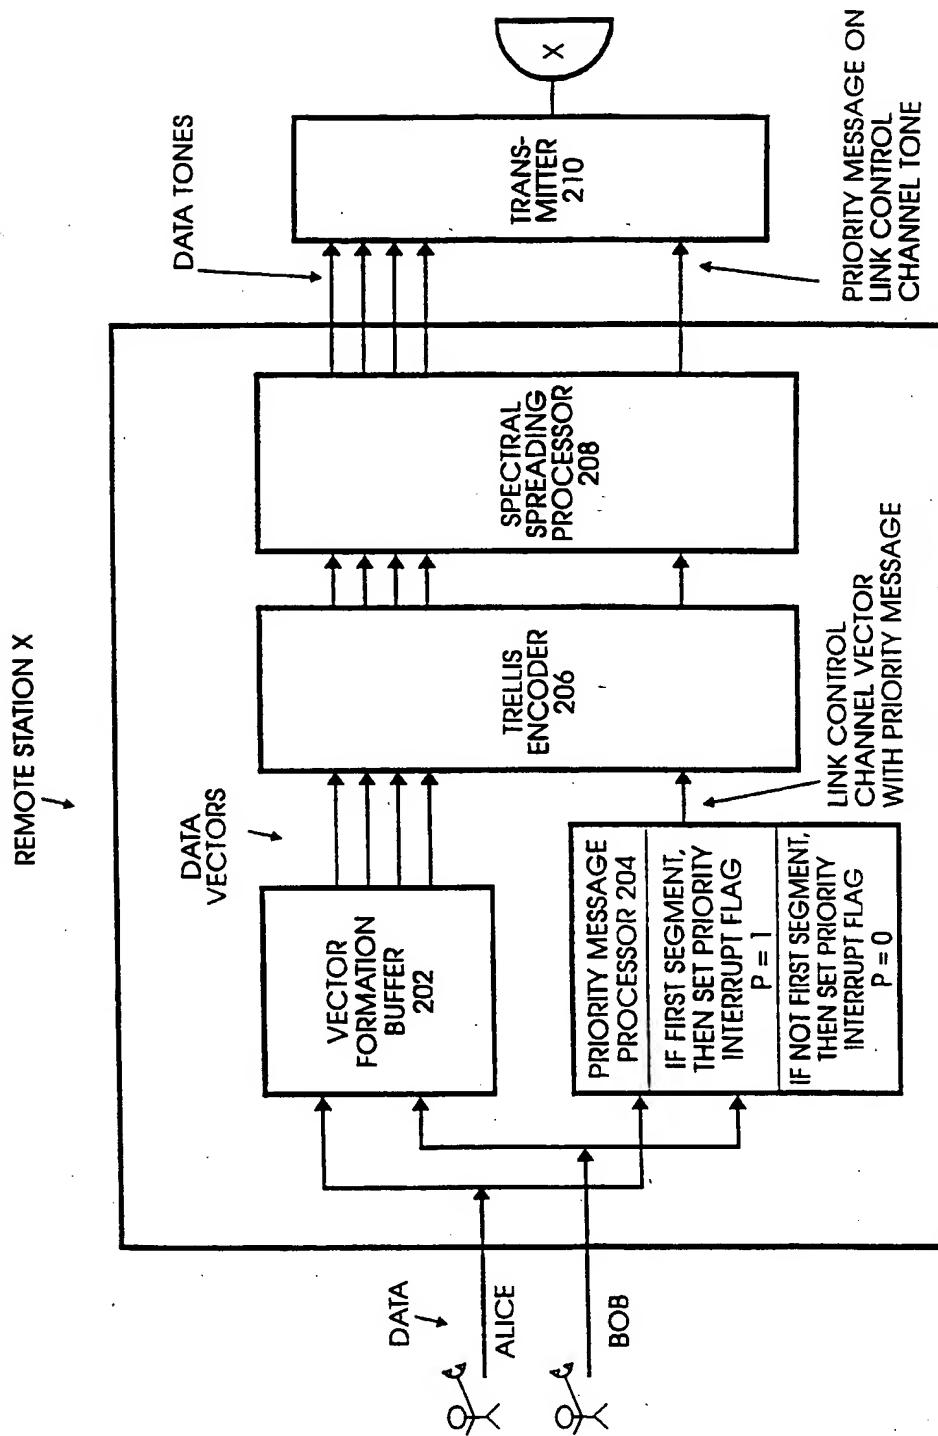 REMOTE STATION X
DATA
ALICE
BOB
VECTOR
FORMATION
BUFFER
202
DATA
VECTORS
PRIORITY MESSAGE
PROCESSOR 204
IF FIRST SEGMENT,
THEN SET PRIORITY
INTERRUPT FLAG
P = 1
IF NOT FIRST SEGMENT,
THEN SET PRIORITY
INTERRUPT FLAG
P = 0
LINK CONTROL
CHANNEL VECTOR
WITH PRIORITY MESSAGE
TRELLIS
ENCODER
206
SPECTRAL
SPREADING
PROCESSOR
208
DATA TONES
TRANS-
MITTER
210
PRIORITY MESSAGE ON
LINK CONTROL
CHANNEL TONE
X